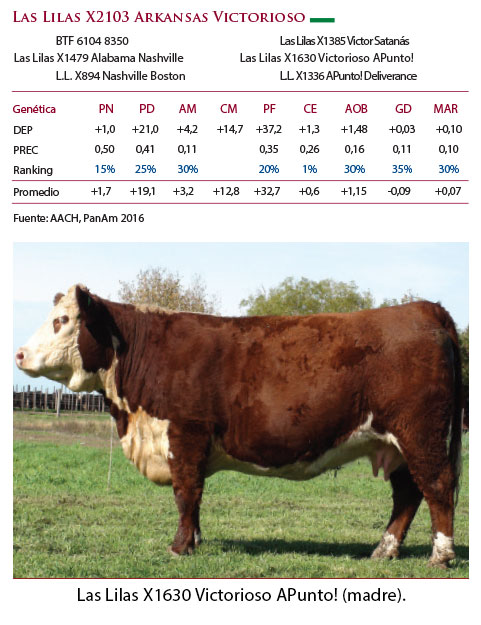 LAS LILAS X2103 ARKANSAS VICTORIOSO
BTF 6104 8350 Las Lilas X1385 Victor Satanás
Las Lilas X1479 Alabama Nashville Las Lilas X1630 Victorioso APunto!
L.L. X894 Nashville Boston L.L. X1336 APunto! Deliverance
Genética PN PD AM CM PF CE AOB GD MAR
DEP +1,0 +21,0 +4,2 +14,7 +37,2 +1,3 +1,48 +0,03 +0,10
PREC 0,50 0,41 0,11 0,35 0,26 0,16 0,11 0,10
Ranking 15% 25% 30% 20% 1% 30% 35% 30%
Promedio +1,7 +19,1 +3,2 +12,8 +32,7 +0,6 +1,15 -0,09 +0,07
Fuente: AACH, PanAm 2016
Las Lilas X1630 Victorioso APunto! (madre).